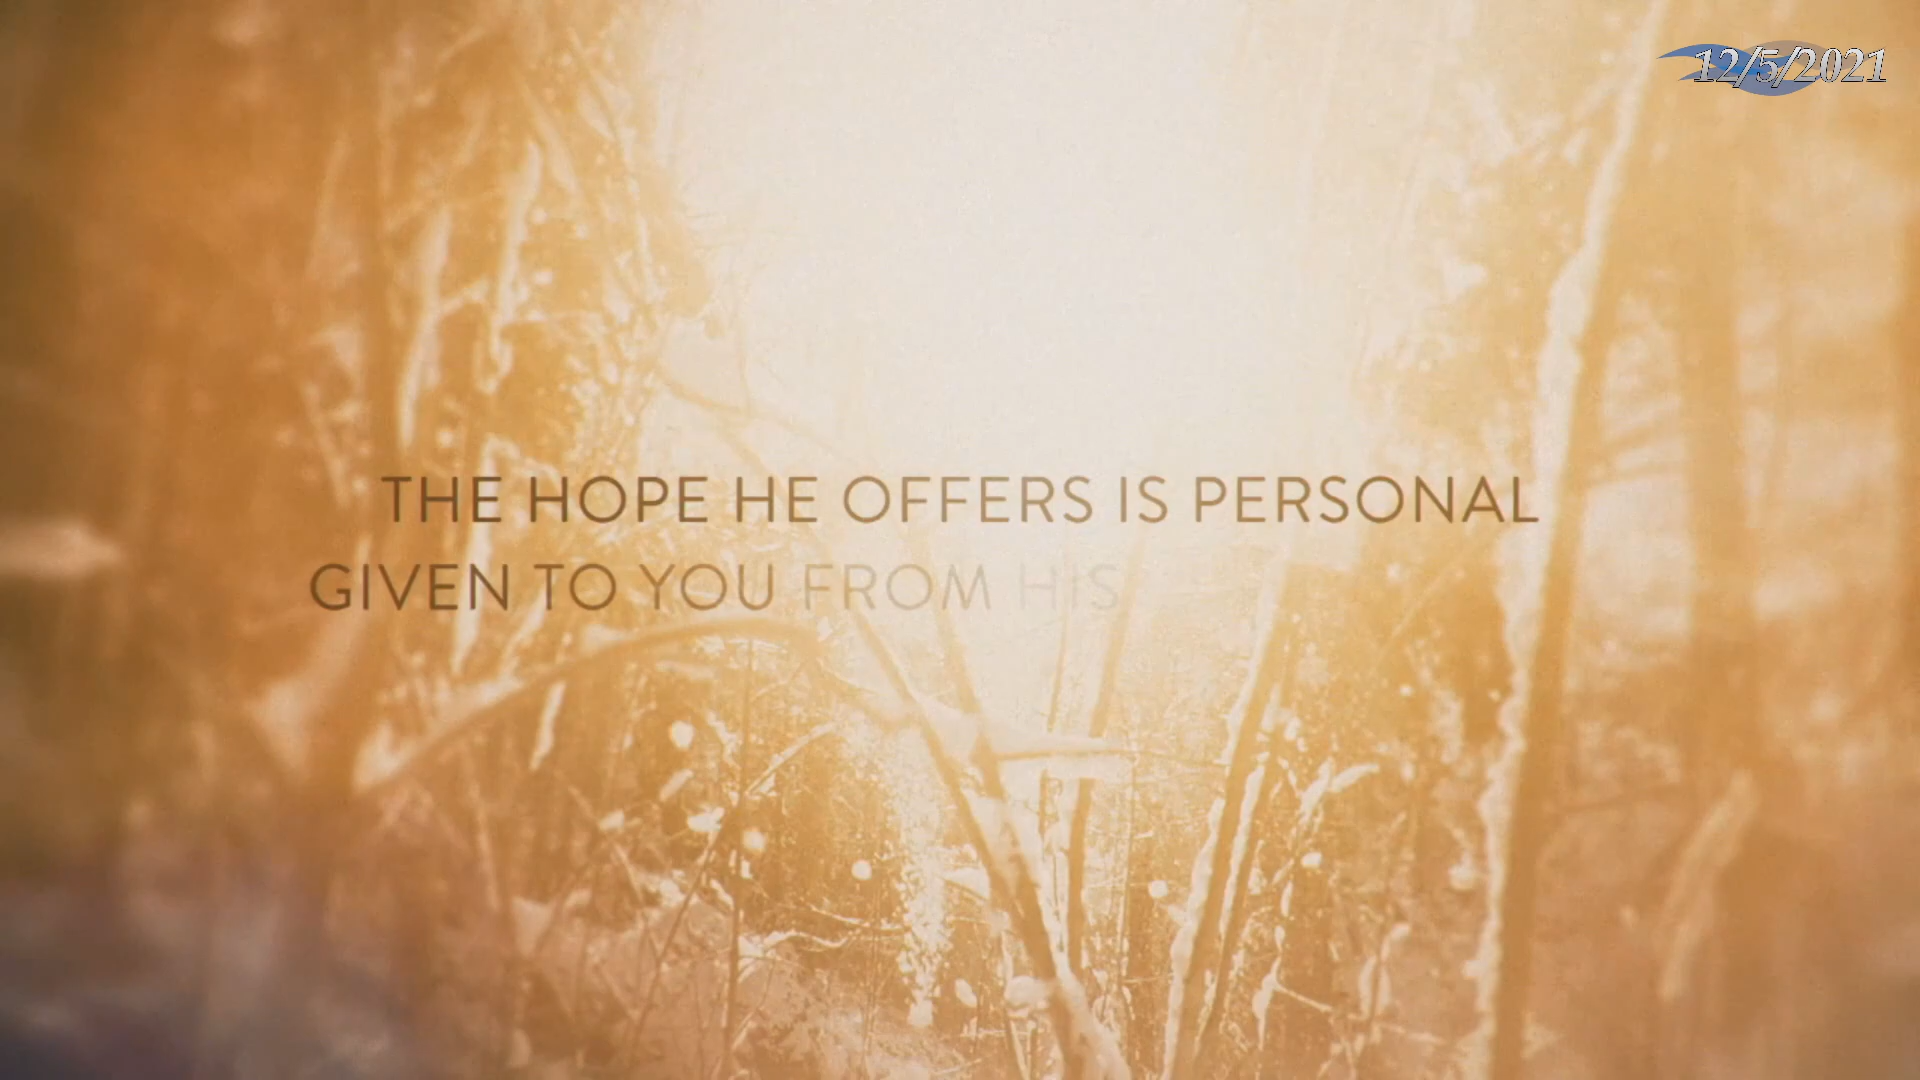 12/5/2021
THE HOPE HE OFFERS IS PERSONAL
GIVEN TO YOU FROM HIS